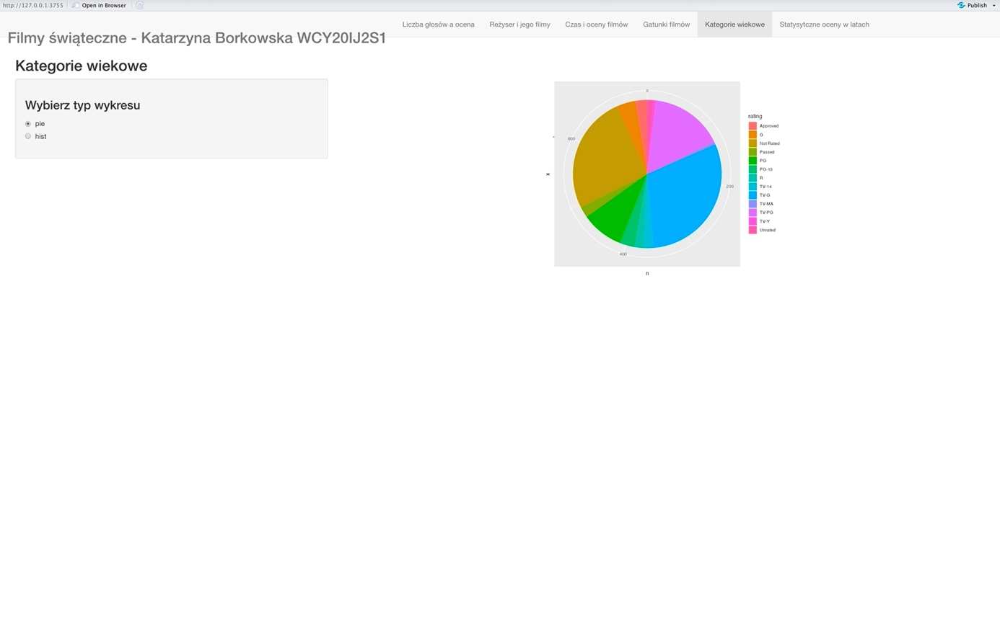 http://127.0.0.1:3755 Open in Browser Publish
Liczba głosów a ocena Reżyser i jego filmy Czas i oceny filmów Gatunki filmów Kategorie wiekowe Statysytczne oceny w latach
Filmy świąteczne - Katarzyna Borkowska WCY20IJ2S1
Kategorie wiekowe
Wybierz typ wykresu
pie
hist
0
600
200
400
x
n
rating
Approved
G
Not Rated
Passed
PG
PG-13
R
TV-14
TV-G
TV-MA
TV-PG
TV-Y
Unrated